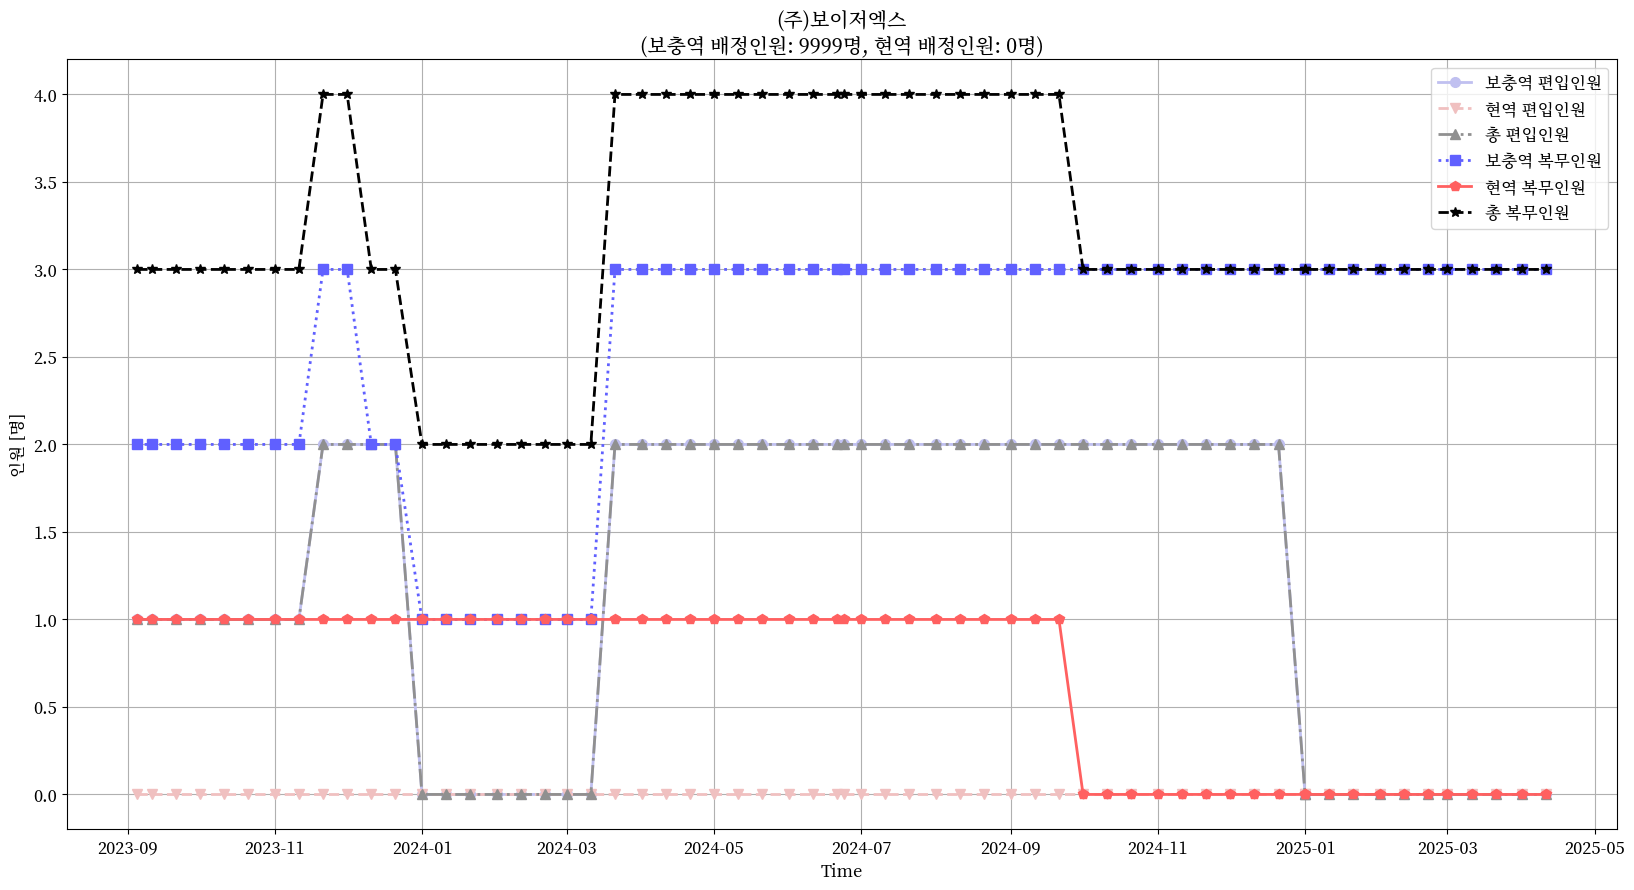 (주)보이저엑스
(보충역 배정인원: 9999명, 현역 배정인원: 0명)
보충역 편입인원
현역 편입인원
총 편입인원
보충역 복무인원
현역 복무인원
총 복무인원
인원 [명]
4.0
3.5
3.0
2.5
2.0
1.5
1.0
0.5
0.0
2023-09 2023-11 2024-01 2024-03 2024-05 2024-07 2024-09 2024-11 2025-01 2025-03 2025-05
Time